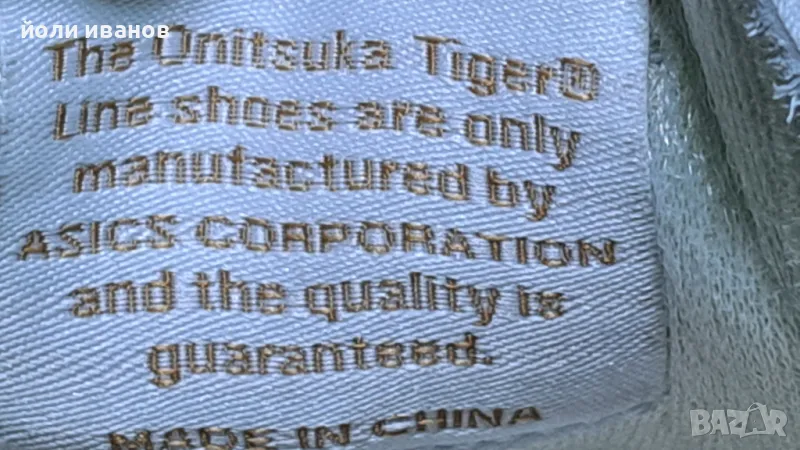 йоли иванов
The Onitsuka Tiger®
Line shoes are only
manufactured by
ASICS CORPORATION
and the quality is
guaranteed.
MADE IN CHINA
BAZAR